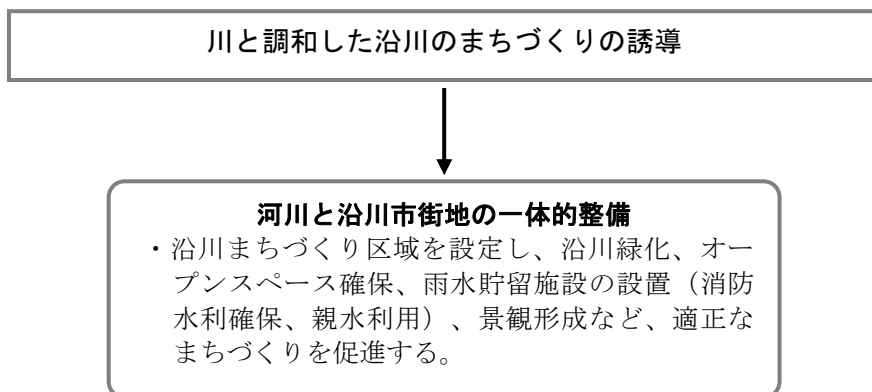 川と調和した沿川のまちづくりの誘導
河川と沿川市街地の一体的整備
・沿川まちづくり区域を設定し、沿川緑化、オー
プンスペース確保、雨水貯留施設の設置（消防
水利確保、親水利用）、景観形成など、適正な
まちづくりを促進する。